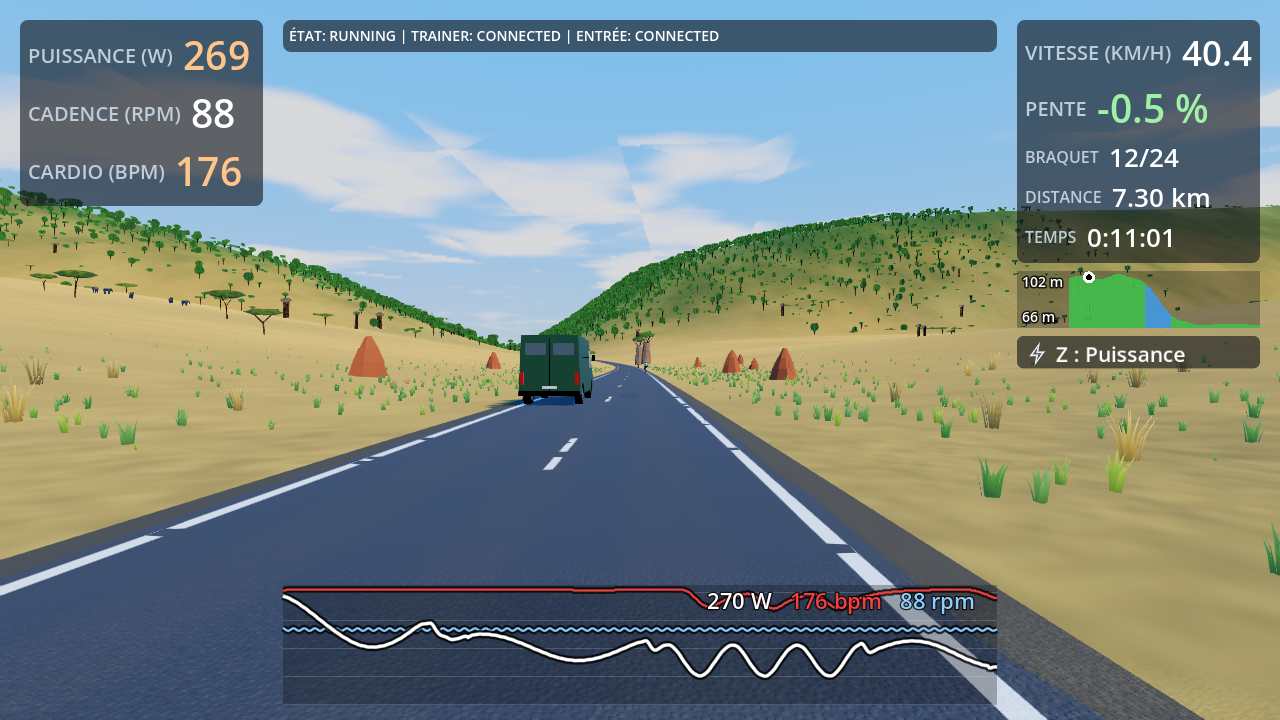 PUISSANCE (W) 269
CADENCE (RPM) 88
CARDIO (BPM) 176
ÉTAT: RUNNING | TRAINER: CONNECTED | ENTRÉE: CONNECTED
VITESSE (KM/H) 40.4
PENTE -0.5 %
BRAQUET 12/24
DISTANCE 7.30 km
TEMPS 0:11:01
102 m
66 m
Z : Puissance
270 W 176 bpm 88 rpm